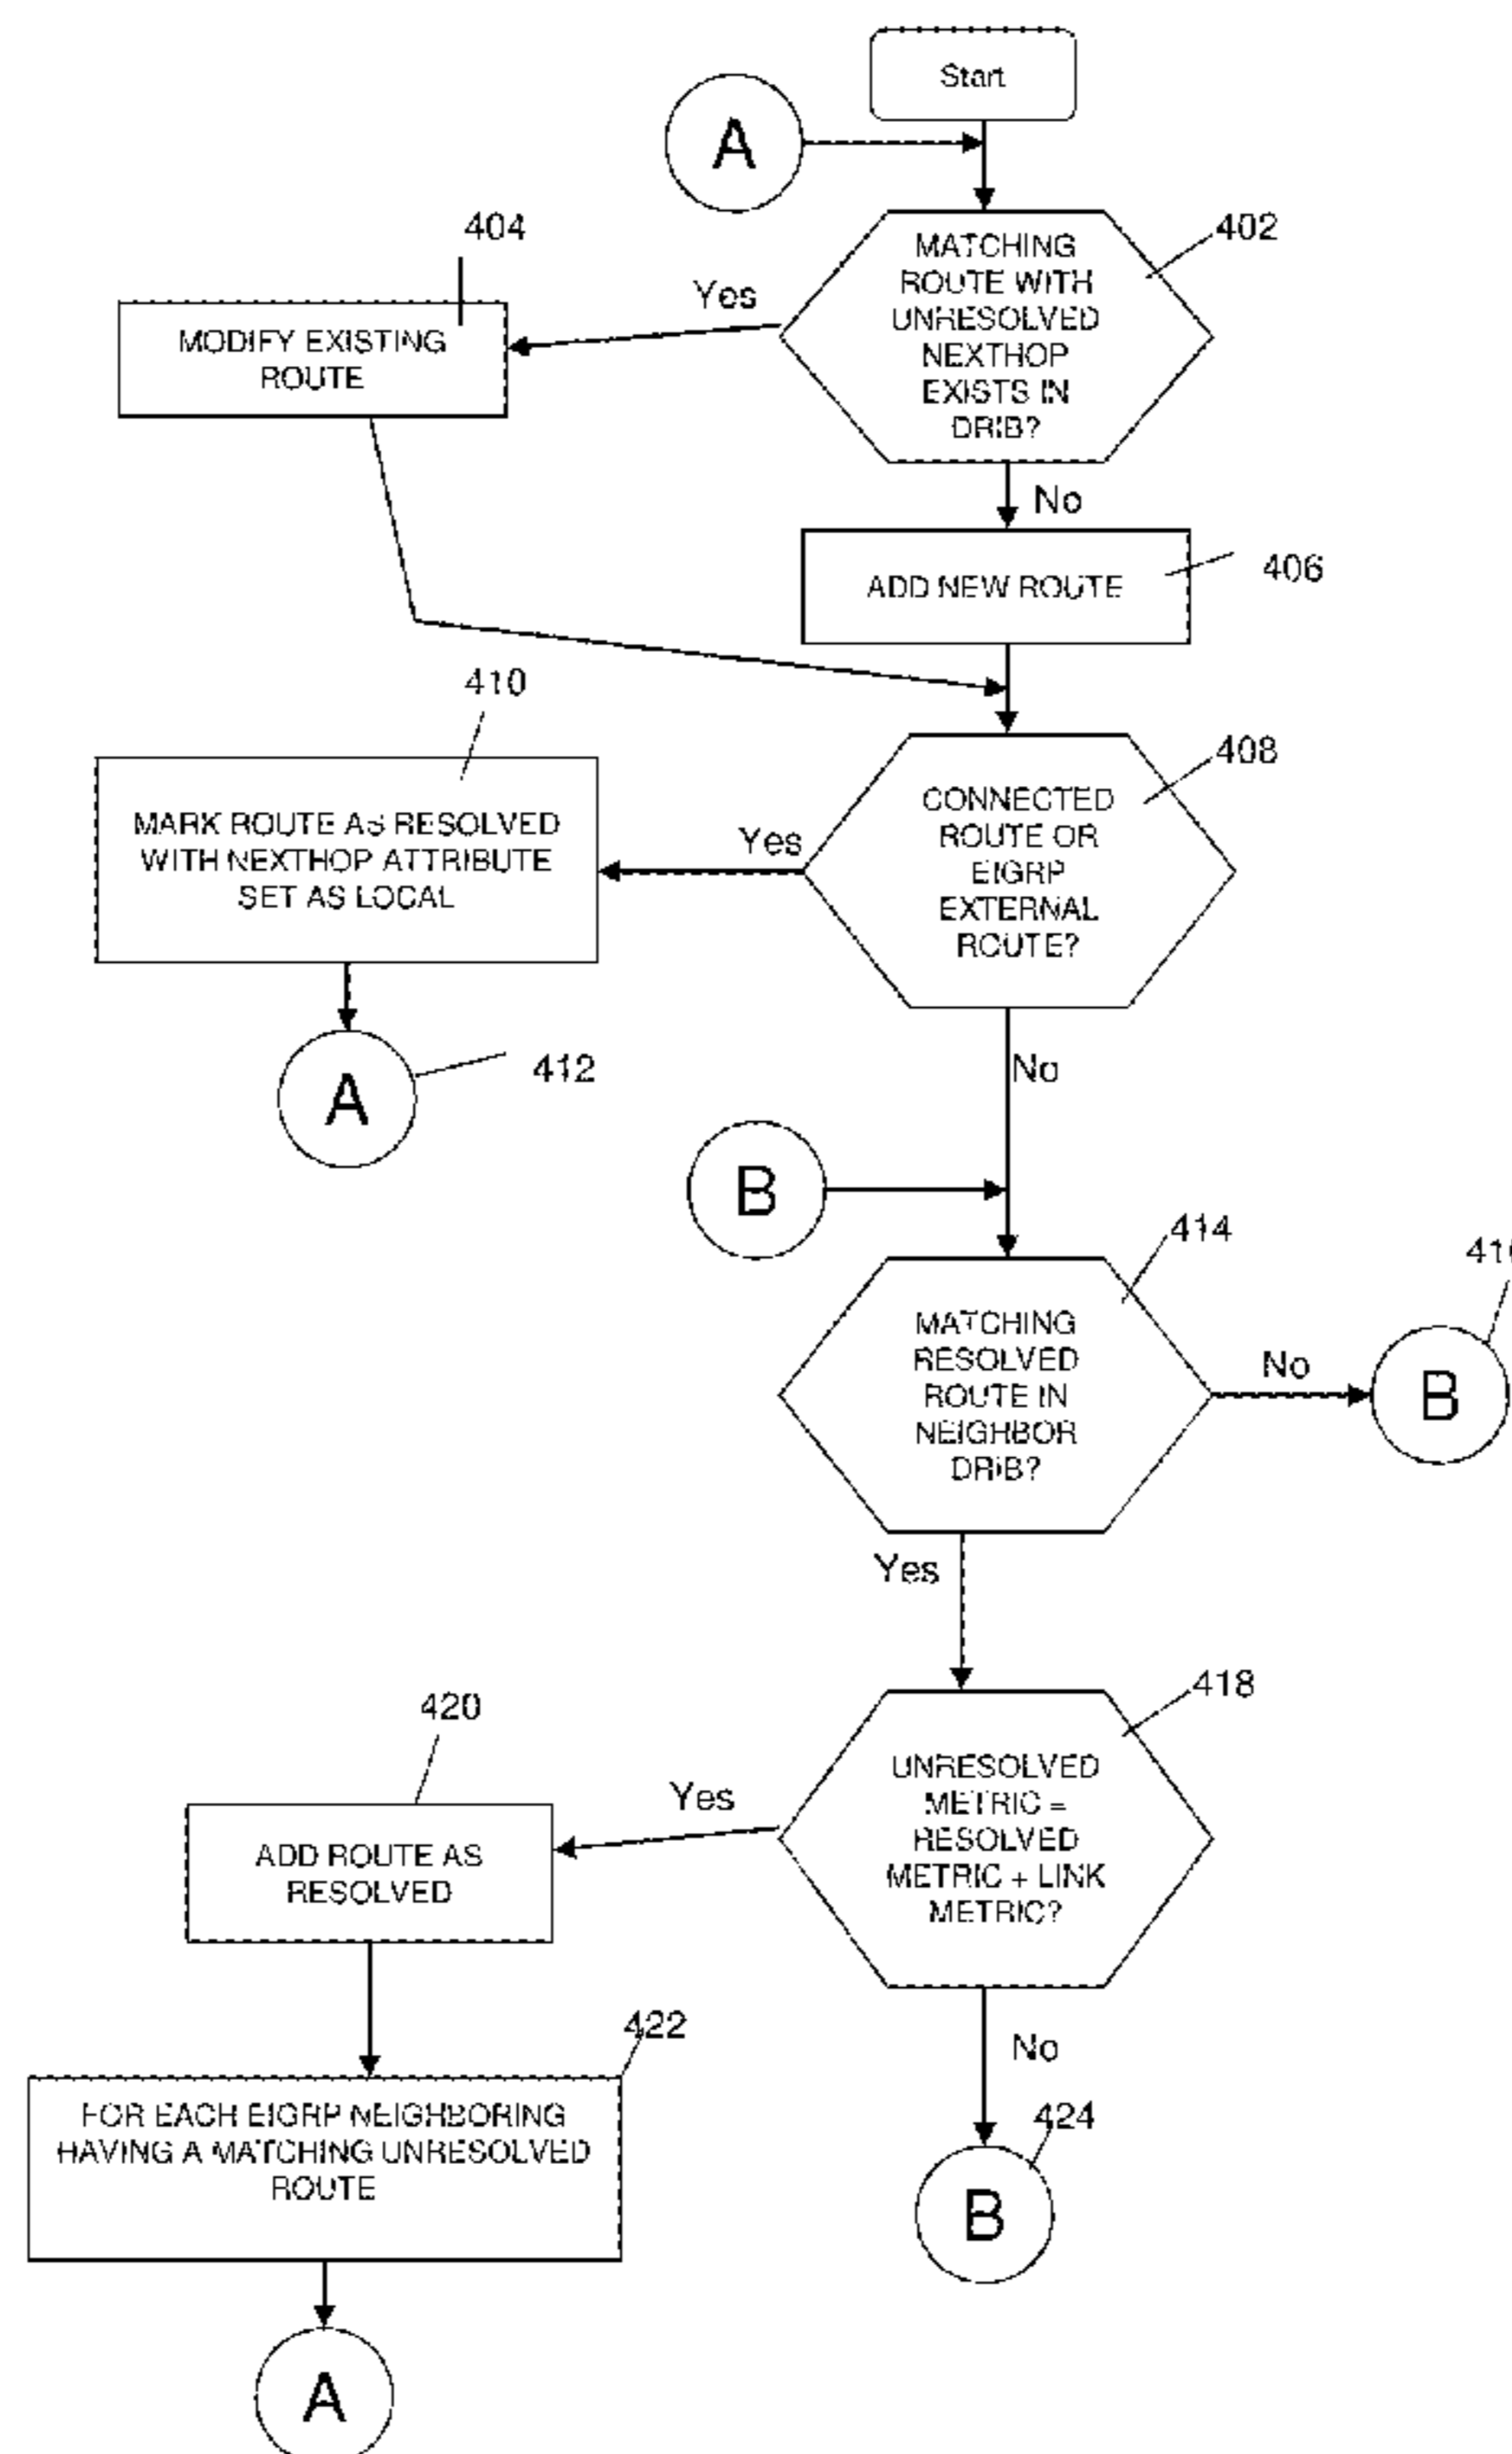 Start
A
404
402
MATCHING
ROUTE WITH
UNRESOLVED
NEXTHOP
EXISTS IN
DRIB?
Yes
MODIFY EXISTING
ROUTE
No
ADD NEW ROUTE
406
410
408
CONNECTED
ROUTE OR
EIGRP
EXTERNAL
ROUTE?
Yes
MARK ROUTE AS RESOLVED
WITH NEXTHOP ATTRIBUTE
SET AS LOCAL
A
412
No
B
414
MATCHING
RESOLVED
ROUTE IN
NEIGHBOR
DRIB?
No
B
Yes
418
420
UNRESOLVED
METRIC =
RESOLVED
METRIC + LINK
METRIC?
Yes
ADD ROUTE AS
RESOLVED
422
No
FOR EACH EIGRP NEIGHBORING
HAVING A MATCHING UNRESOLVED
ROUTE
424
B
A